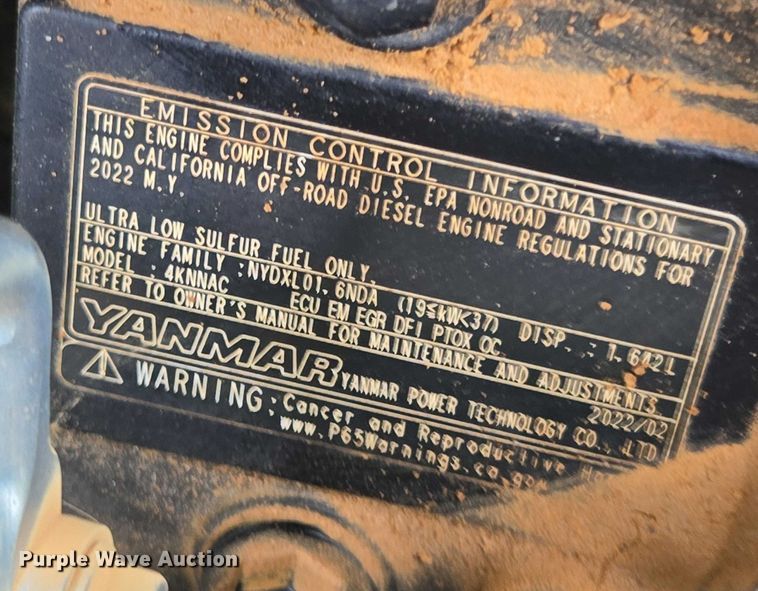 EMISSION CONTROL INFORMATION
THIS ENGINE COMPLIES WITH U.S. EPA NONROAD AND STATIONARY
AND CALIFORNIA OFF-ROAD DIESEL ENGINE REGULATIONS FOR
2022 M.Y.
ULTRA LOW SULFUR FUEL ONLY.
ENGINE FAMILY :NYDXL01.6NDA (19≤kW<37) DISP. : 1.642L
MODEL : 4KNNAC ECU EM EGR DFI PTOX OC
REFER TO OWNER'S MANUAL FOR MAINTENANCE AND ADJUSTMENTS.
2022/02
YANMAR YANMAR POWER TECHNOLOGY CO., LTD
WARNING: Cancer and Reproductive
www.P65Warnings.ca.gov
Purple Wave Auction